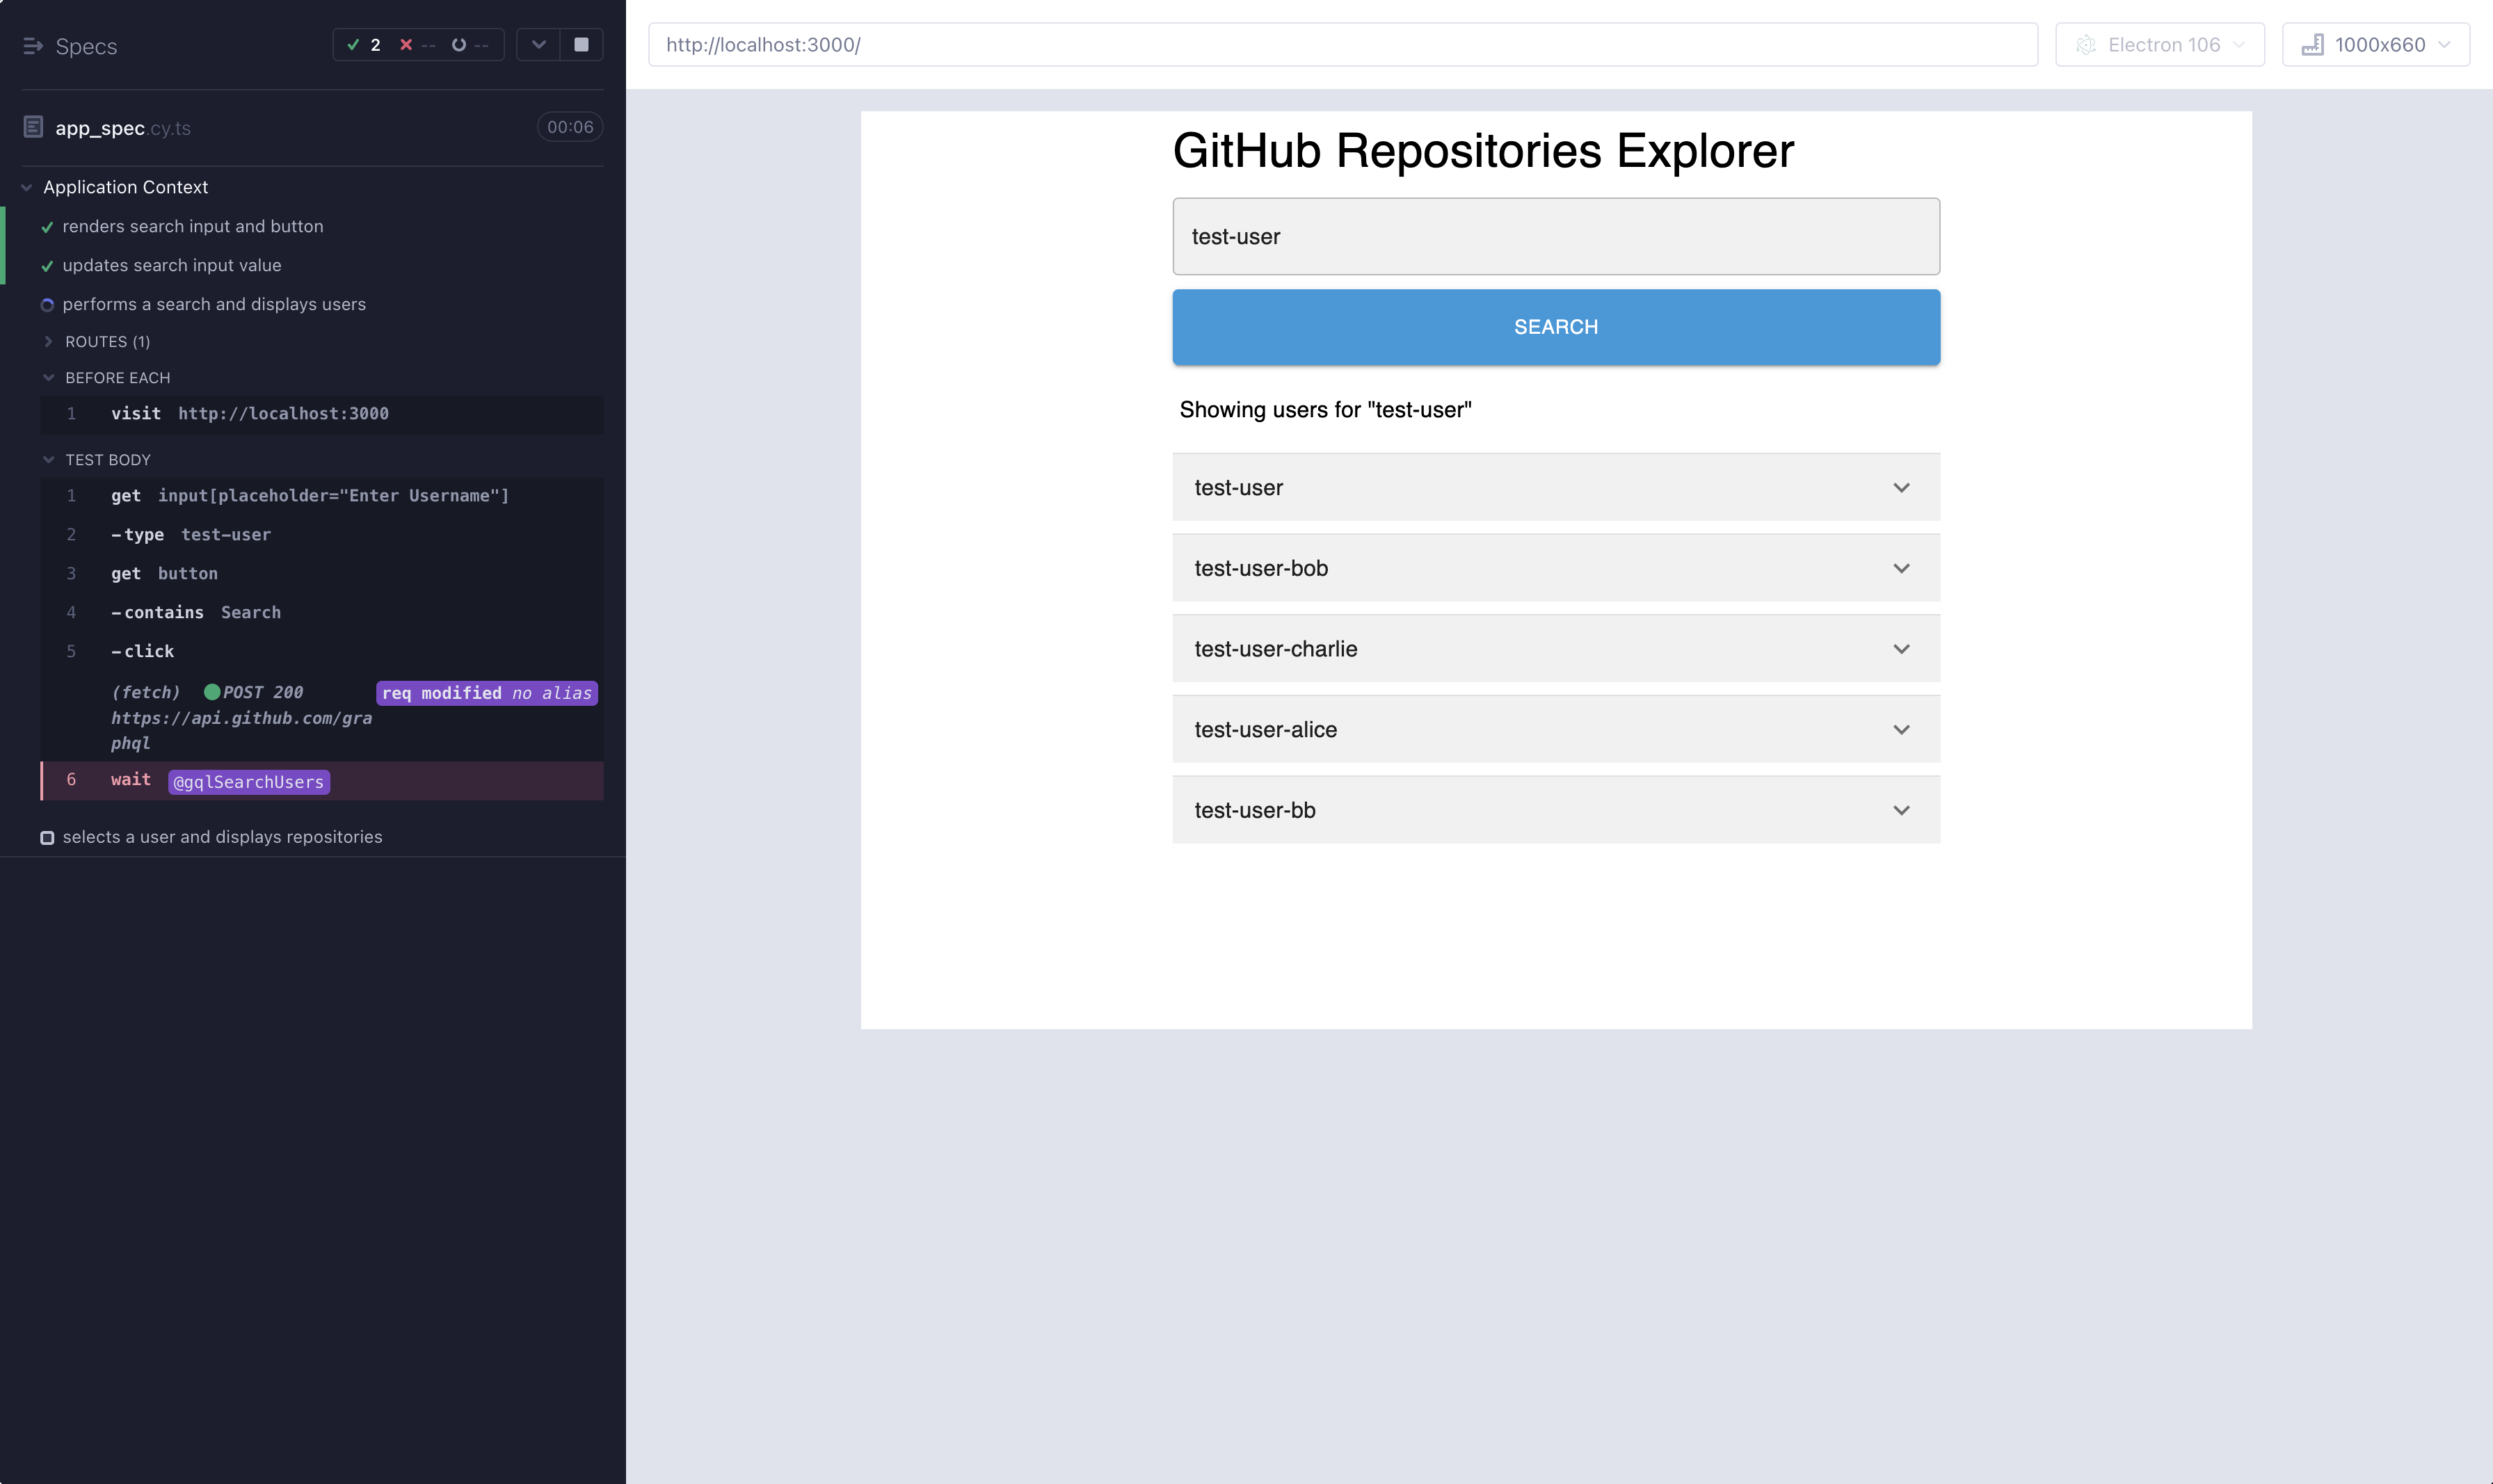 Specs
2 -- --
app_spec.cy.ts
00:06
Application Context
renders search input and button
updates search input value
performs a search and displays users
ROUTES (1)
BEFORE EACH
1 visit http://localhost:3000
TEST BODY
1 get input[placeholder="Enter Username"]
2 -type test-user
3 get button
4 -contains Search
5 -click
(fetch) POST 200 req modified no alias
https://api.github.com/gra
phql
6 wait @gqlSearchUsers
selects a user and displays repositories
http://localhost:3000/
Electron 106
1000x660
GitHub Repositories Explorer
test-user
SEARCH
Showing users for "test-user"
test-user
test-user-bob
test-user-charlie
test-user-alice
test-user-bb